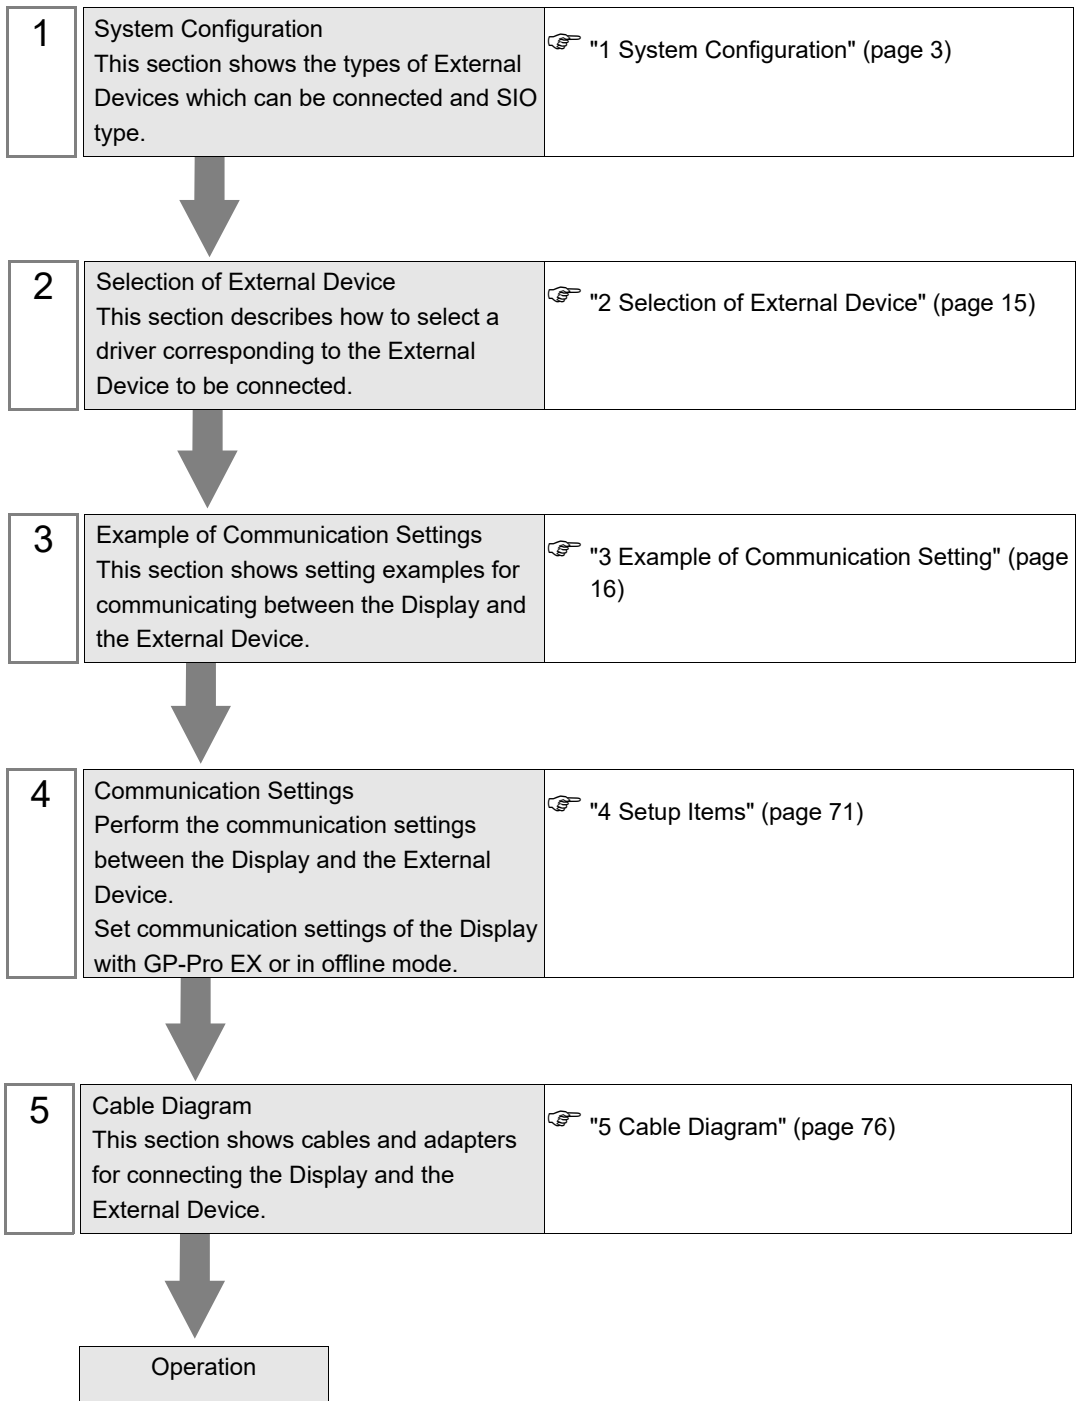 1
System Configuration
This section shows the types of External
Devices which can be connected and SIO
type.
"1 System Configuration" (page 3)
2
Selection of External Device
This section describes how to select a
driver corresponding to the External
Device to be connected.
"2 Selection of External Device" (page 15)
3
Example of Communication Settings
This section shows setting examples for
communicating between the Display and
the External Device.
"3 Example of Communication Setting" (page
16)
4
Communication Settings
Perform the communication settings
between the Display and the External
Device.
Set communication settings of the Display
with GP-Pro EX or in offline mode.
"4 Setup Items" (page 71)
5
Cable Diagram
This section shows cables and adapters
for connecting the Display and the
External Device.
"5 Cable Diagram" (page 76)
Operation